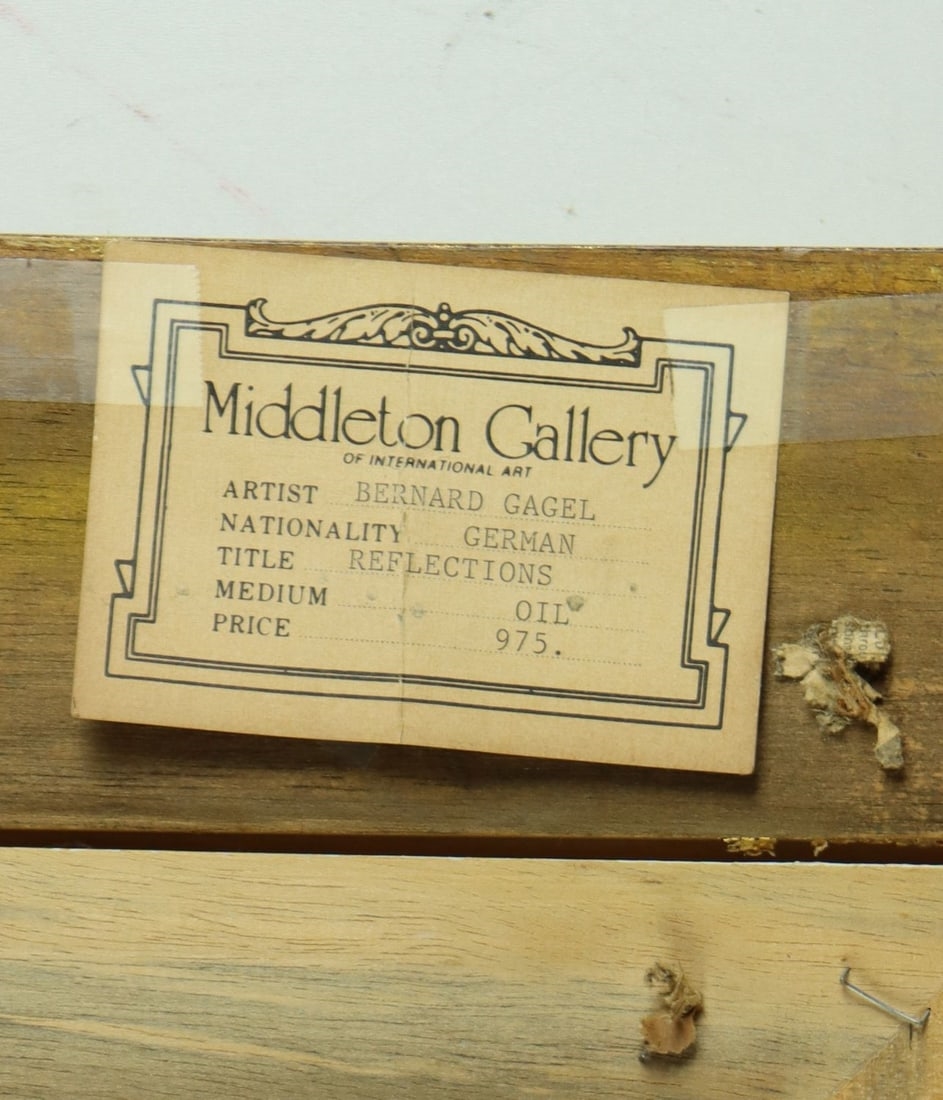 Middleton Gallery
OF INTERNATIONAL ART
ARTIST BERNARD GAGEL
NATIONALITY GERMAN
TITLE REFLECTIONS
MEDIUM OIL
PRICE 975.